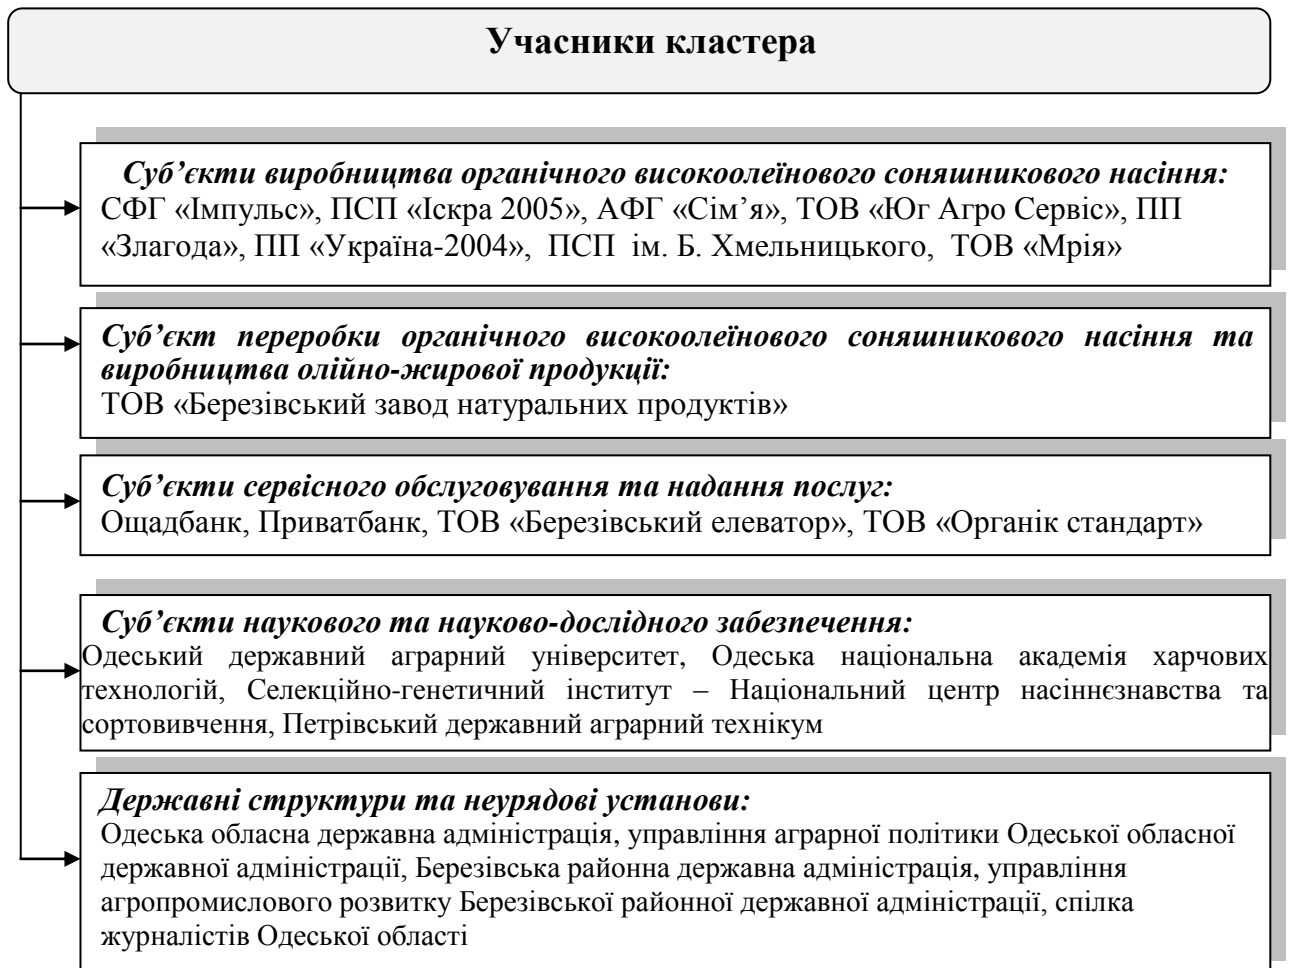 Учасники кластера
Суб’єкти виробництва органічного високоолеїнового соняшникового насіння:
СФГ «Імпульс», ПСП «Іскра 2005», АФГ «Сім’я», ТОВ «Юг Агро Сервіс», ПП
«Злагода», ПП «Україна-2004», ПСП ім. Б. Хмельницького, ТОВ «Мрія»
Суб’єкт переробки органічного високоолеїнового соняшникового насіння та
виробництва олійно-жирової продукції:
ТОВ «Березівський завод натуральних продуктів»
Суб’єкти сервісного обслуговування та надання послуг:
Ощадбанк, Приватбанк, ТОВ «Березівський елеватор», ТОВ «Органік стандарт»
Суб’єкти наукового та науково-дослідного забезпечення:
Одеський державний аграрний університет, Одеська національна академія харчових
технологій, Селекційно-генетичний інститут – Національний центр насіннєзнавства та
сортовивчення, Петрівський державний аграрний технікум
Державні структури та неурядові установи:
Одеська обласна державна адміністрація, управління аграрної політики Одеської обласної
державної адміністрації, Березівська районна державна адміністрація, управління
агропромислового розвитку Березівської районної державної адміністрації, спілка
журналістів Одеської області